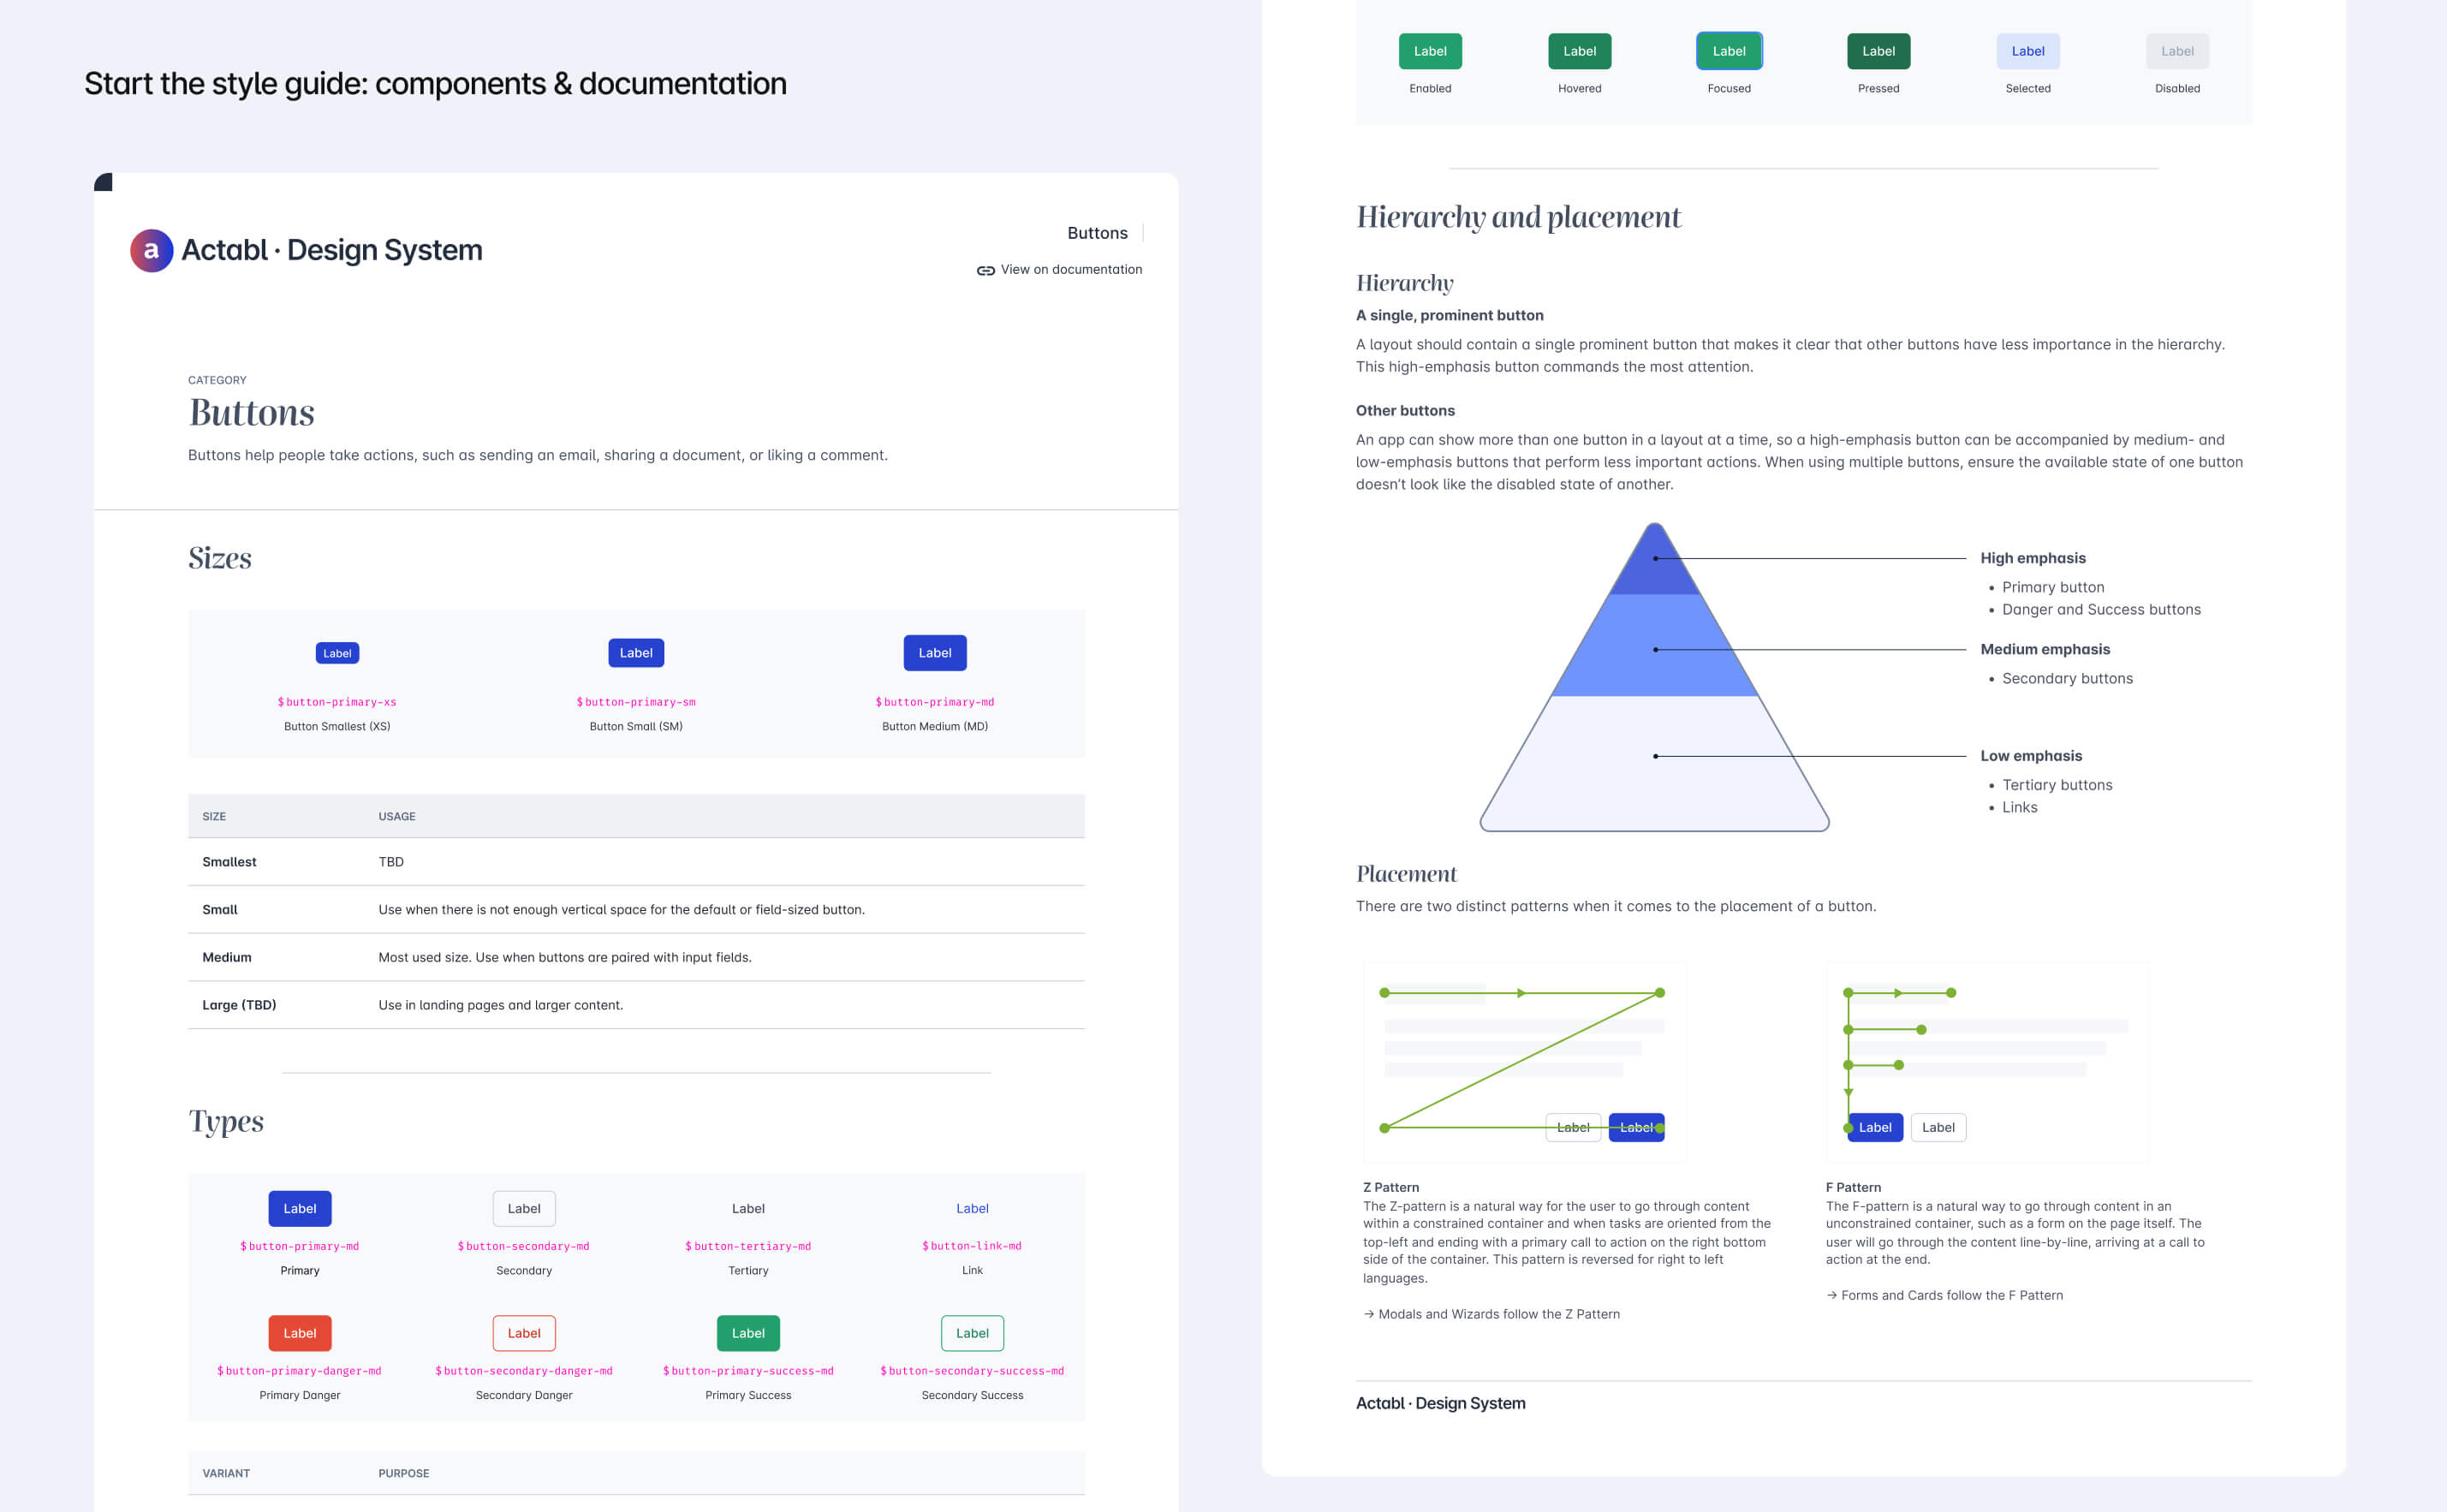 Start the style guide: components & documentation
a Actabl · Design System
Buttons
View on documentation
CATEGORY
Buttons
Buttons help people take actions, such as sending an email, sharing a document, or liking a comment.
Sizes
Label Label Label
$button-primary-xs $button-primary-sm $button-primary-md
Button Smallest (XS) Button Small (SM) Button Medium (MD)
SIZE USAGE
Smallest TBD
Small Use when there is not enough vertical space for the default or field-sized button.
Medium Most used size. Use when buttons are paired with input fields.
Large (TBD) Use in landing pages and larger content.
Types
Label Label Label Label
$button-primary-md $button-secondary-md $button-tertiary-md $button-link-md
Primary Secondary Tertiary Link
Label Label Label Label
$button-primary-danger-md $button-secondary-danger-md $button-primary-success-md $button-secondary-success-md
Primary Danger Secondary Danger Primary Success Secondary Success
VARIANT PURPOSE
Label Label Label Label Label Label
Enabled Hovered Focused Pressed Selected Disabled
Hierarchy and placement
Hierarchy
A single, prominent button
A layout should contain a single prominent button that makes it clear that other buttons have less importance in the hierarchy.
This high-emphasis button commands the most attention.
Other buttons
An app can show more than one button in a layout at a time, so a high-emphasis button can be accompanied by medium- and
low-emphasis buttons that perform less important actions. When using multiple buttons, ensure the available state of one button
doesn't look like the disabled state of another.
High emphasis
• Primary button
• Danger and Success buttons
Medium emphasis
• Secondary buttons
Low emphasis
• Tertiary buttons
• Links
Placement
There are two distinct patterns when it comes to the placement of a button.
Label Label
Label Label
Z Pattern
The Z-pattern is a natural way for the user to go through content
within a constrained container and when tasks are oriented from the
top-left and ending with a primary call to action on the right bottom
side of the container. This pattern is reversed for right to left
languages.
→ Modals and Wizards follow the Z Pattern
F Pattern
The F-pattern is a natural way to go through content in an
unconstrained container, such as a form on the page itself. The
user will go through the content line-by-line, arriving at a call to
action at the end.
→ Forms and Cards follow the F Pattern
Actabl · Design System